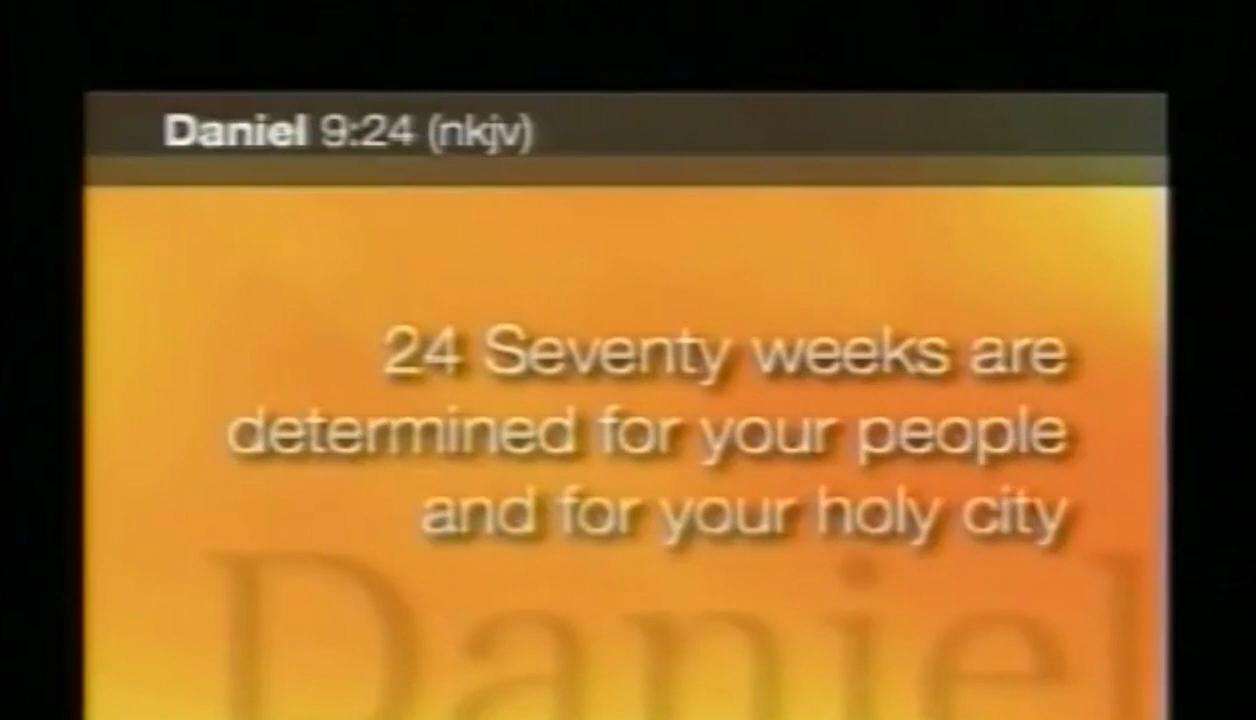 Daniel 9:24 (nkjv)
24 Seventy weeks are
determined for your people
and for your holy city
Daniel